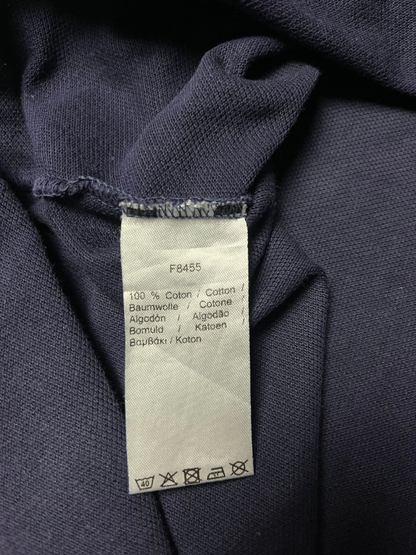 F8455
100 % Coton / Cotton /
Baumwolle / Cotone /
Algodón / Algodão /
Bomuld / Katoen
Βαμβάκι / Koton
40